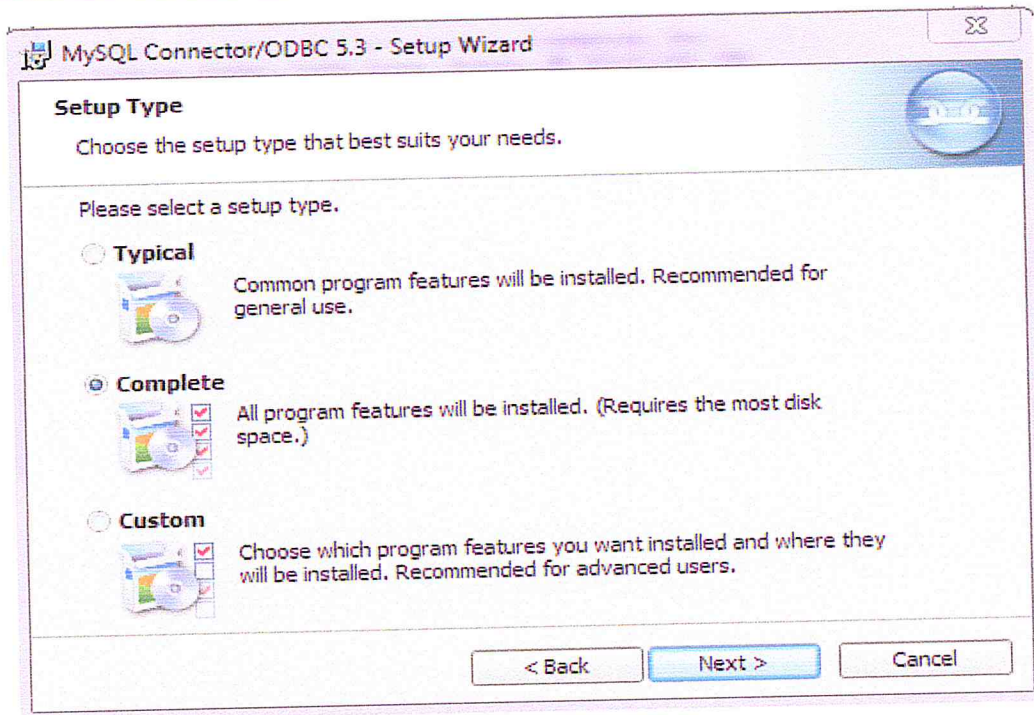 MySQL Connector/ODBC 5.3 - Setup Wizard
Setup Type
Choose the setup type that best suits your needs.
Please select a setup type.
Typical
Common program features will be installed. Recommended for
general use.
Complete
All program features will be installed. (Requires the most disk
space.)
Custom
Choose which program features you want installed and where they
will be installed. Recommended for advanced users.
< Back
Next >
Cancel